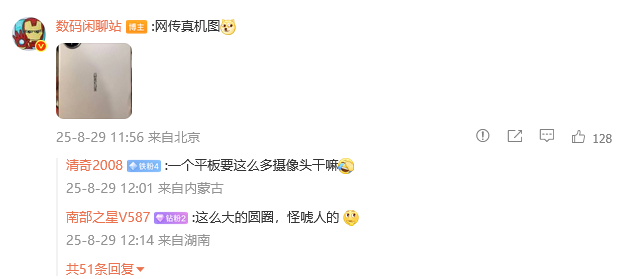 数码闲聊站 博主 :网传真机图
25-8-29 11:56 来自北京 128
清奇2008 铁粉4 :一个平板要这么多摄像头干嘛
25-8-29 12:01 来自内蒙古
南部之星V587 钻粉2 :这么大的圆圈，怪唬人的
25-8-29 12:14 来自湖南
共51条回复